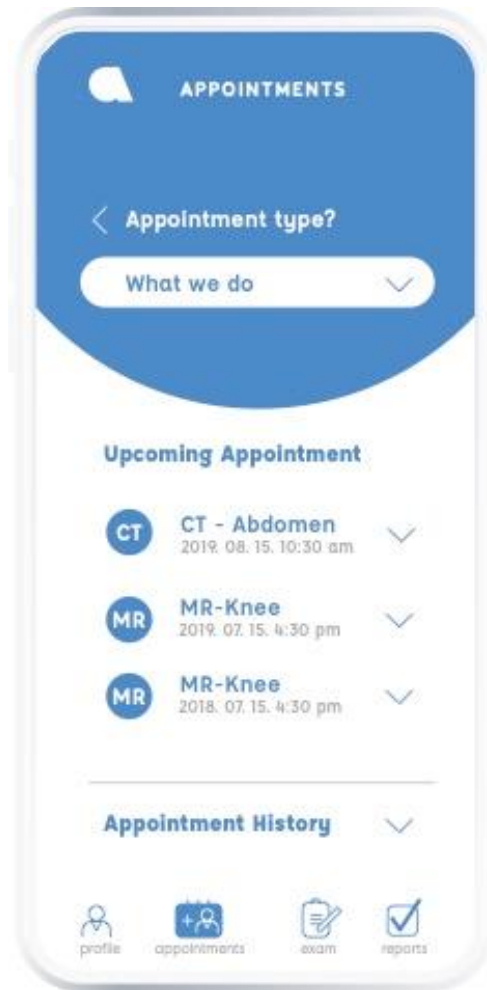 APPOINTMENTS
Appointment type?
What we do
Upcoming Appointment
CT
CT - Abdomen
2019. 08. 15. 10:30 am
MR
MR-Knee
2019. 07. 15. 4:30 pm
MR
MR-Knee
2018. 07. 15. 4:30 pm
Appointment History
profile appointments exam reports